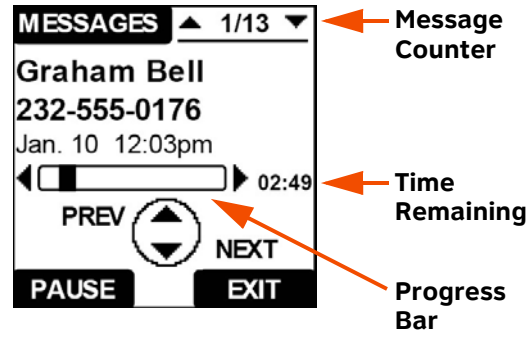 MESSAGES ▲ 1/13 ▼
Message
Counter
Graham Bell
232-555-0176
Jan. 10 12:03pm
02:49
Time
Remaining
PREV
NEXT
PAUSE EXIT
Progress
Bar